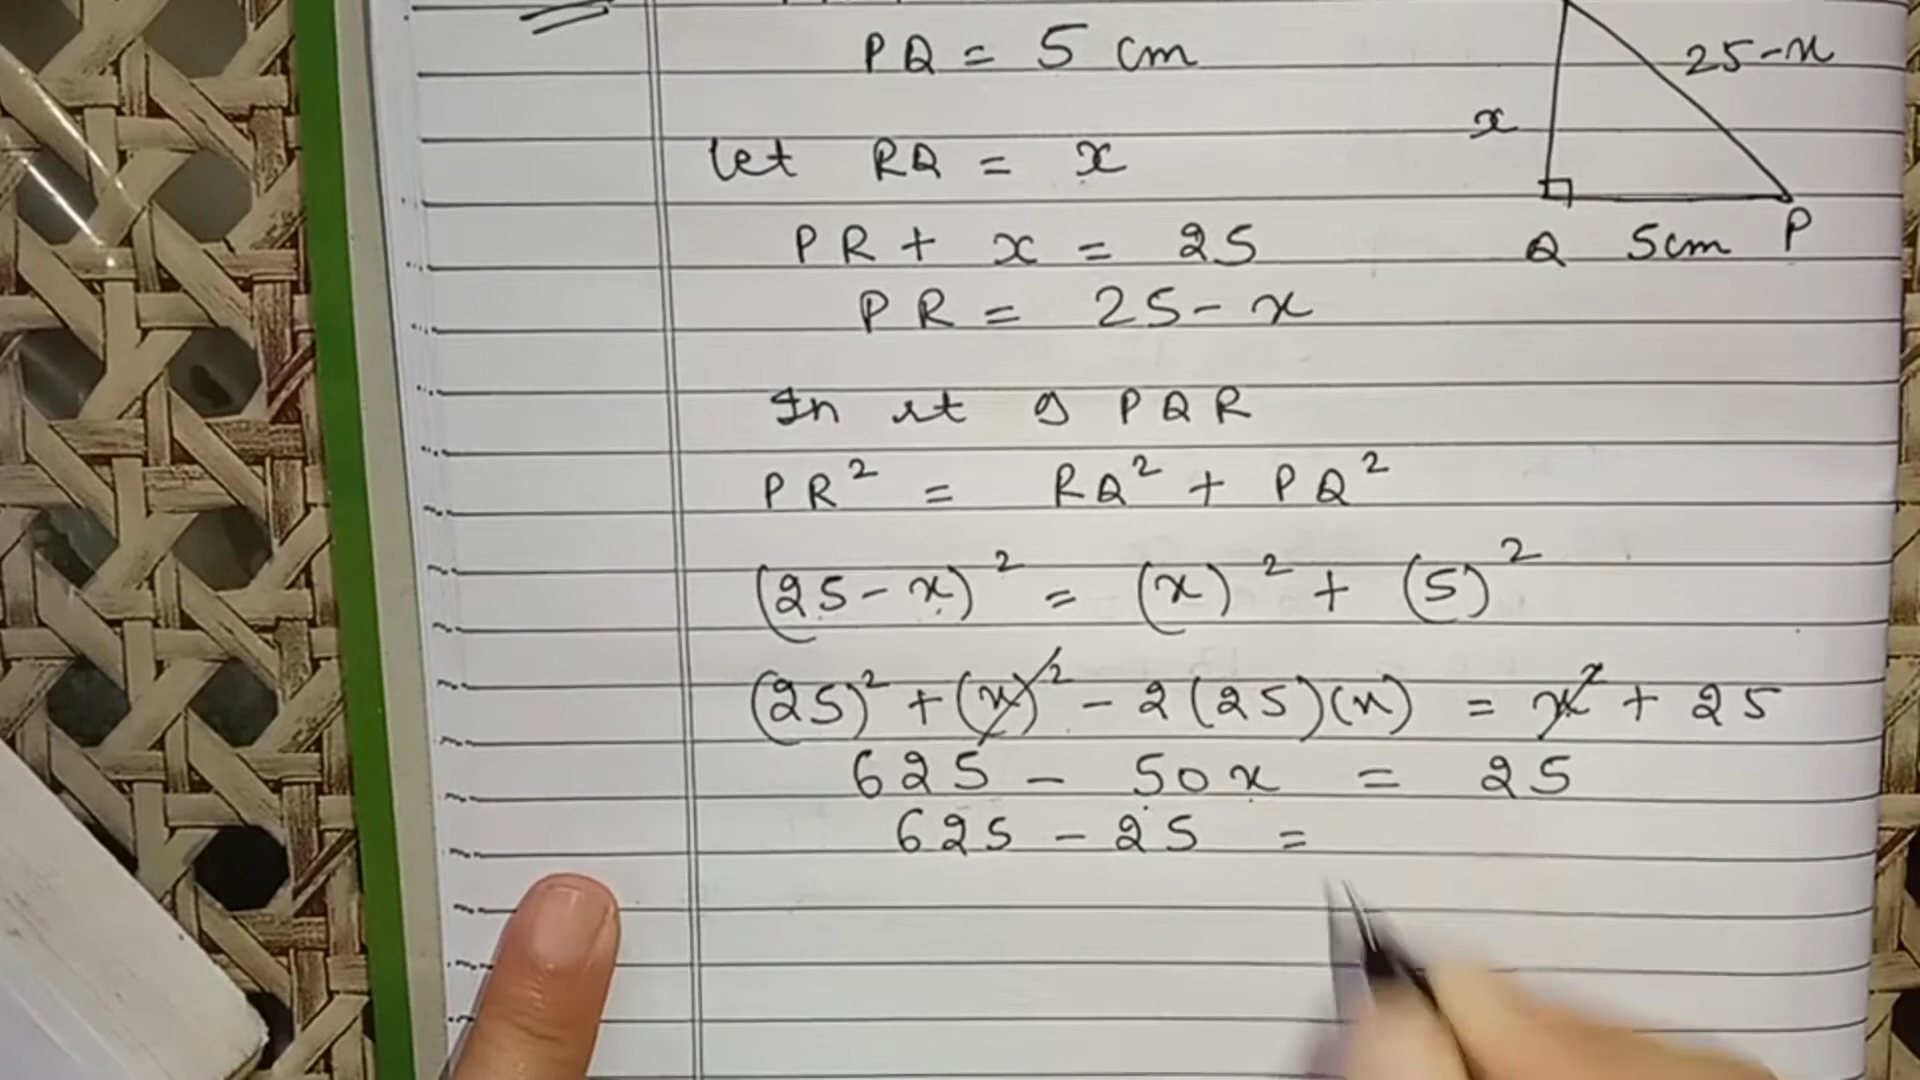 PQ = 5 cm
25-x
x
Let RQ = x
PR + x = 25
Q 5cm P
PR = 25 - x
In rt g PQR
PR² = RQ² + PQ²
(25-x)² = (x)² + (5)²
(25)² + (x)² - 2(25)(x) = x² + 25
625 - 50x = 25
625 - 25 =